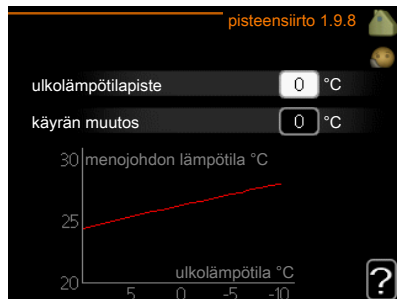 pisteensiirto 1.9.8
ulkolämpötilapiste 0 °C
käyrän muutos 0 °C
30 menojohdon lämpötila °C
25
ulkolämpötila °C
20
5 0 -5 -10
?